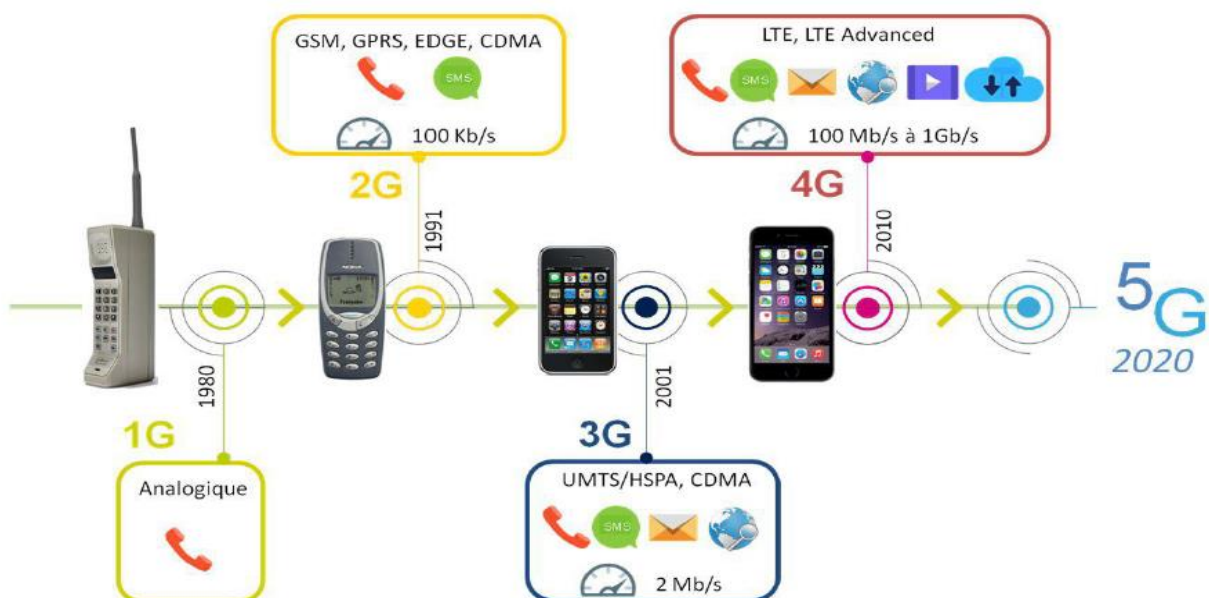 GSM, GPRS, EDGE, CDMA
SMS
100 Kb/s
2G
1991
LTE, LTE Advanced
SMS
100 Mb/s à 1Gb/s
4G
2010
5G
2020
1980
1G
Analogique
2001
3G
UMTS/HSPA, CDMA
SMS
2 Mb/s